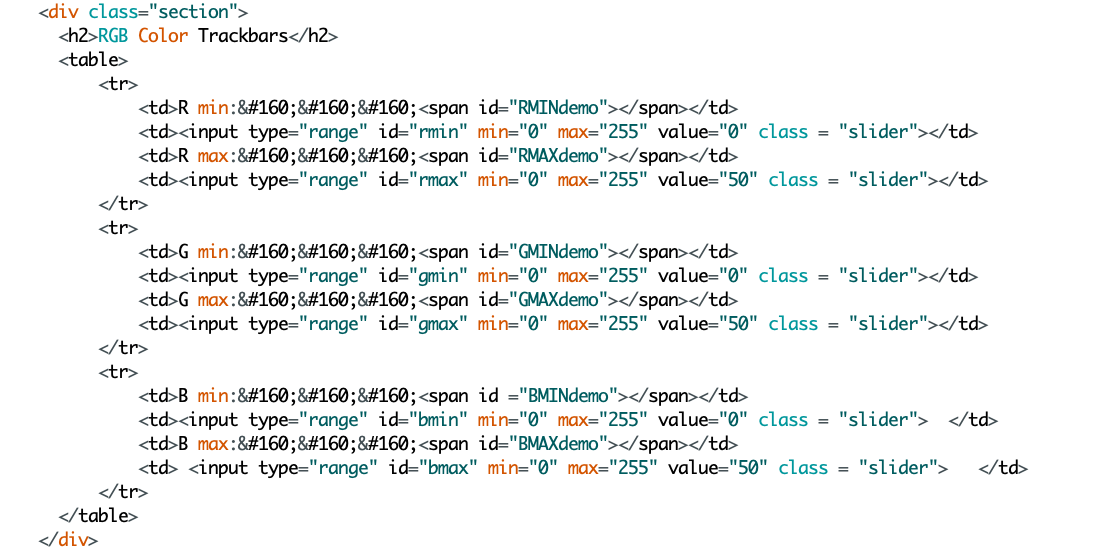 <div class="section">
<h2>RGB Color Trackbars</h2>
<table>
<tr>
<td>R min:&#160;&#160;&#160;<span id="RMINdemo"></span></td>
<td><input type="range" id="rmin" min="0" max="255" value="0" class = "slider"></td>
<td>R max:&#160;&#160;&#160;<span id="RMAXdemo"></span></td>
<td><input type="range" id="rmax" min="0" max="255" value="50" class = "slider"></td>
</tr>
<tr>
<td>G min:&#160;&#160;&#160;<span id="GMINdemo"></span></td>
<td><input type="range" id="gmin" min="0" max="255" value="0" class = "slider"></td>
<td>G max:&#160;&#160;&#160;<span id="GMAXdemo"></span></td>
<td><input type="range" id="gmax" min="0" max="255" value="50" class = "slider"></td>
</tr>
<tr>
<td>B min:&#160;&#160;&#160;<span id ="BMINdemo"></span></td>
<td><input type="range" id="bmin" min="0" max="255" value="0" class = "slider">  </td>
<td>B max:&#160;&#160;&#160;<span id="BMAXdemo"></span></td>
<td> <input type="range" id="bmax" min="0" max="255" value="50" class = "slider">   </td>
</tr>
</table>
</div>